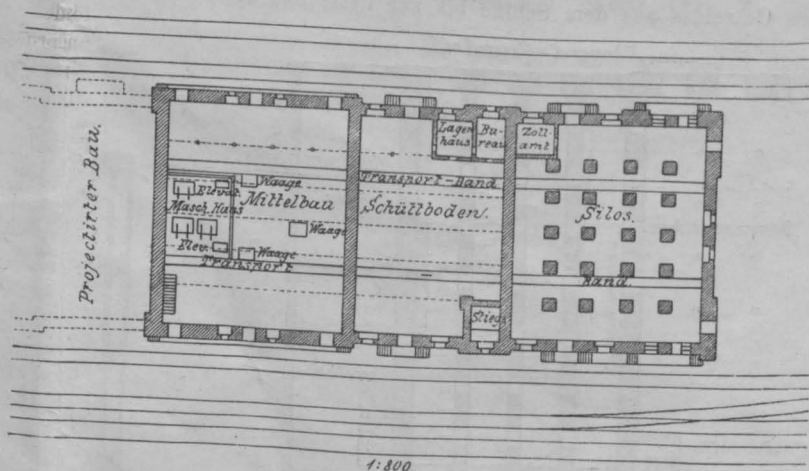 Projectirter Bau.
Lager
haus
Bu-
reau
Zoll-
amt
Transport-Band
Elevat.
Waage
Masch. Haus
Mittelbau
Schüttboden.
Silos.
Waage
Elev.
Waage
Transport
Band.
Stiege
1:800